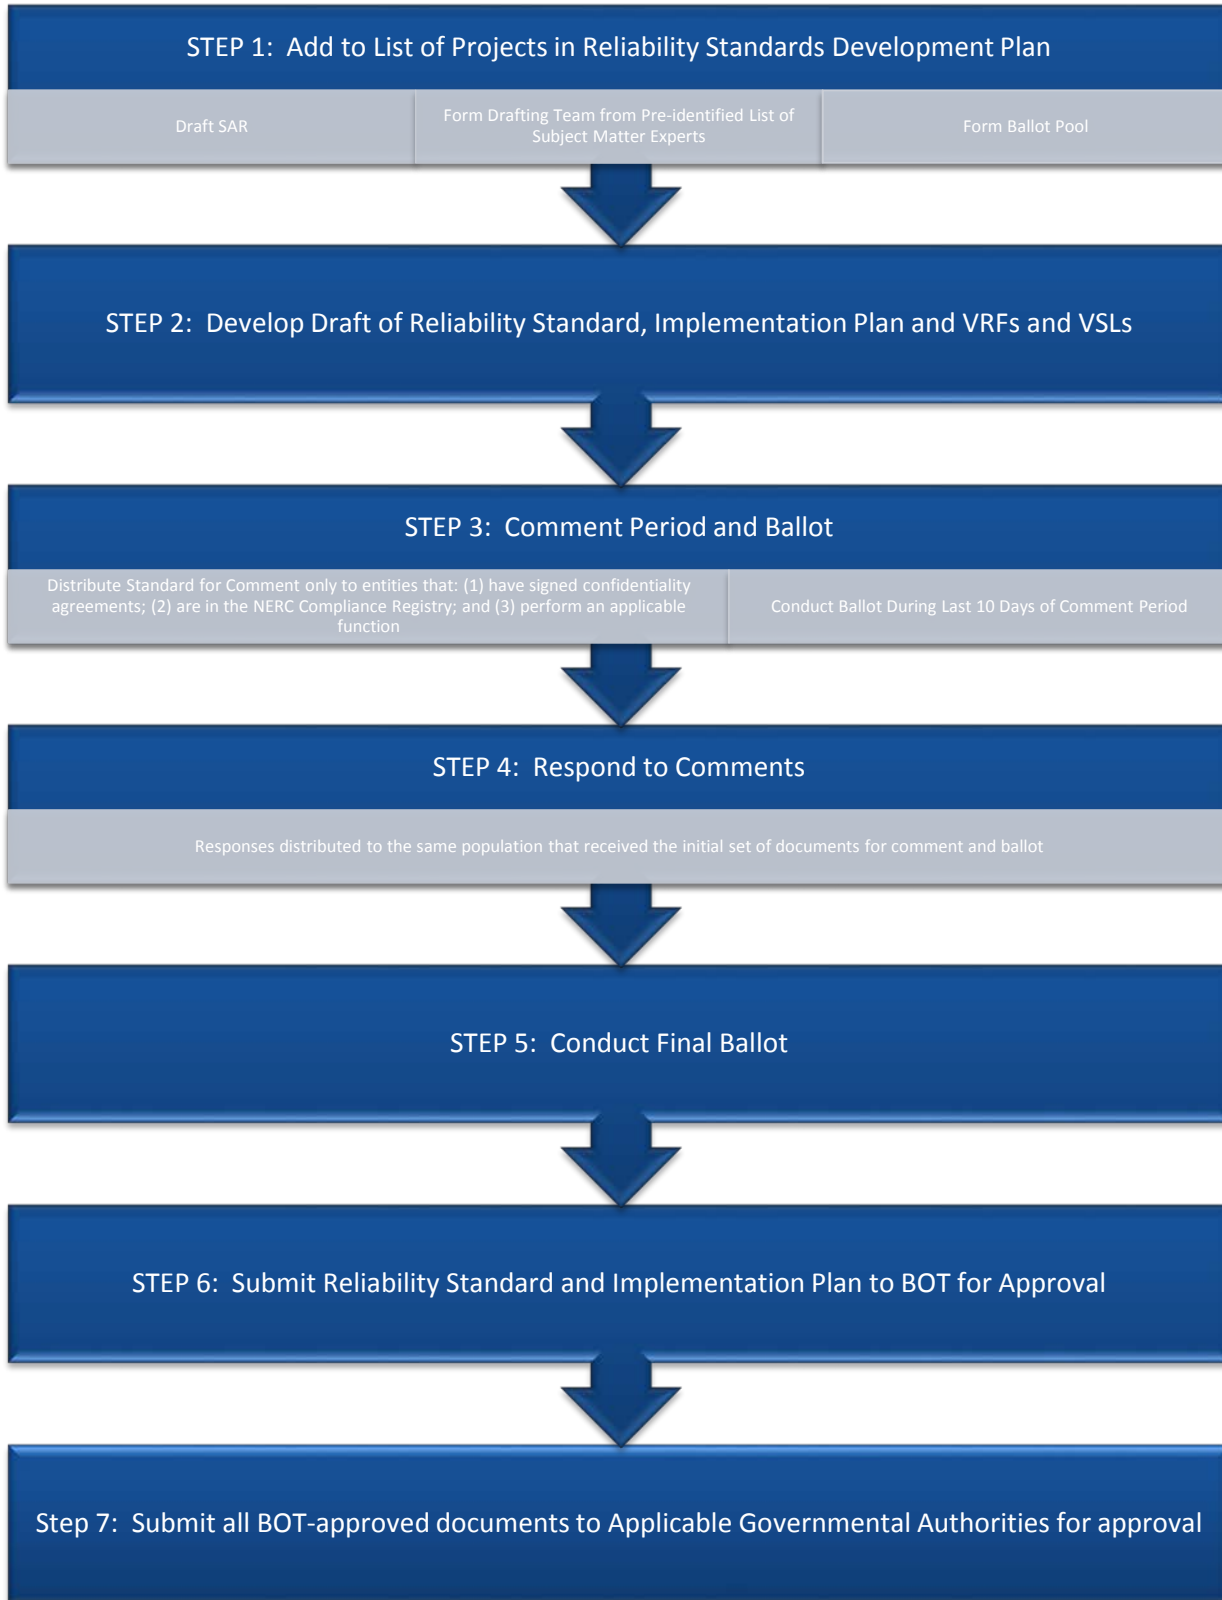 STEP 1:  Add to List of Projects in Reliability Standards Development Plan
Draft SAR
Form Drafting Team from Pre-identified List of
Subject Matter Experts
Form Ballot Pool
STEP 2:  Develop Draft of Reliability Standard, Implementation Plan and VRFs and VSLs
STEP 3:  Comment Period and Ballot
Distribute Standard for Comment only to entities that: (1) have signed confidentiality
agreements; (2) are in the NERC Compliance Registry; and (3) perform an applicable
function
Conduct Ballot During Last 10 Days of Comment Period
STEP 4:  Respond to Comments
Responses distributed to the same population that received the initial set of documents for comment and ballot
STEP 5:  Conduct Final Ballot
STEP 6:  Submit Reliability Standard and Implementation Plan to BOT for Approval
Step 7:  Submit all BOT-approved documents to Applicable Governmental Authorities for approval